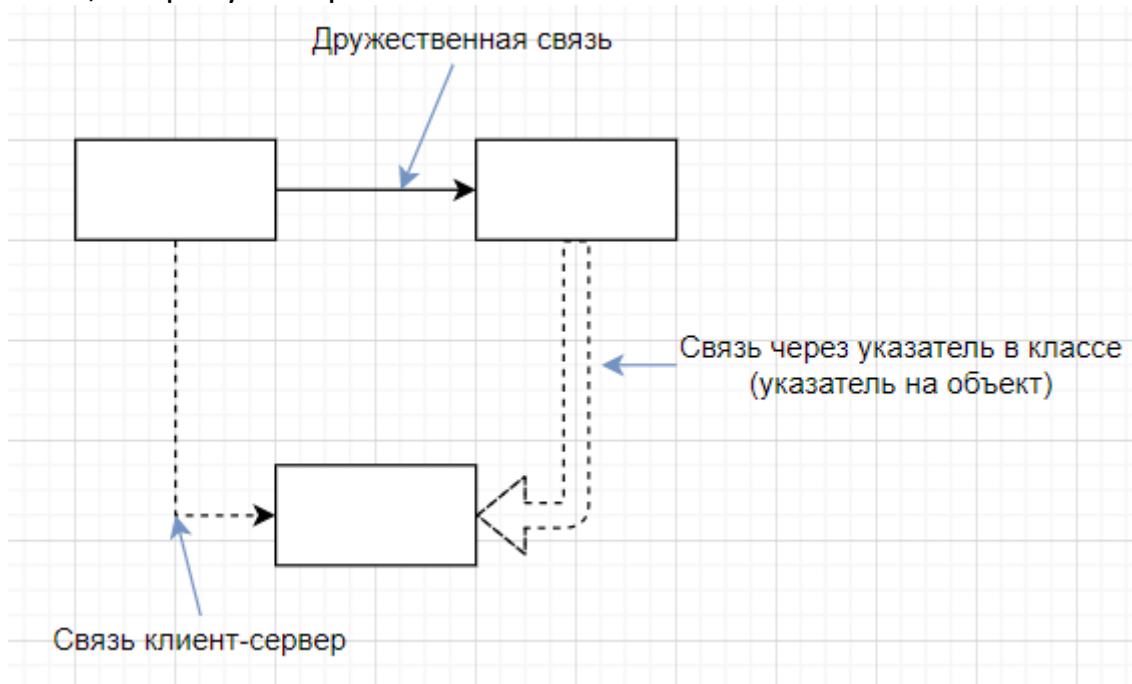 Дружественная связь
Связь через указатель в классе
(указатель на объект)
Связь клиент-сервер